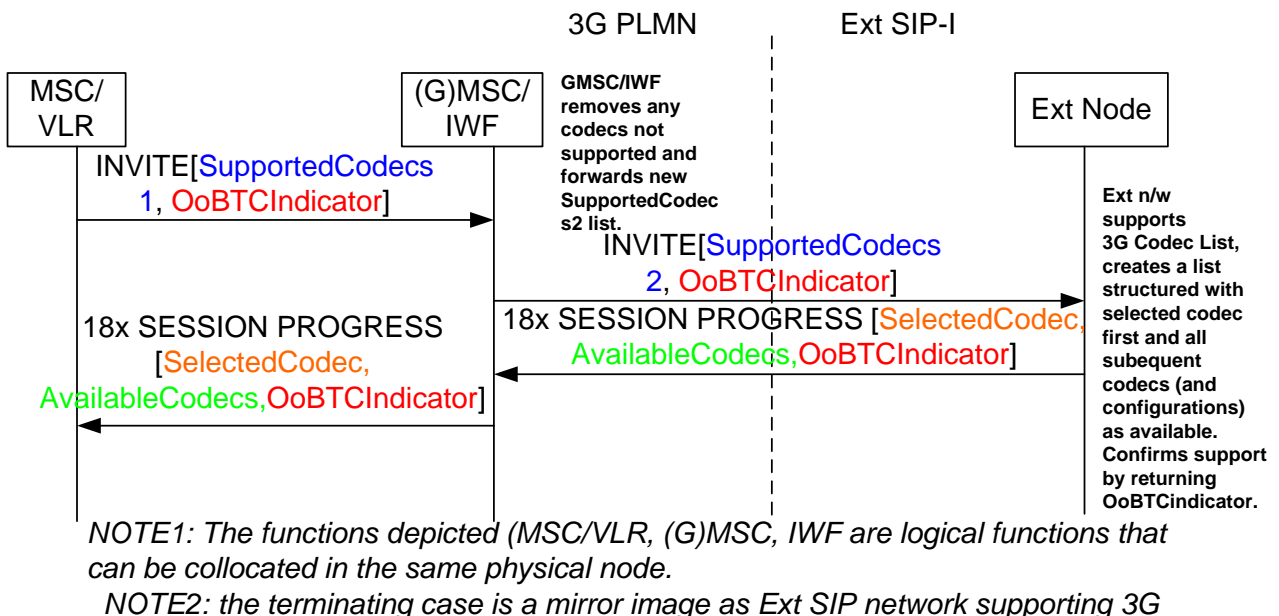 3G PLMN
Ext SIP-I
MSC/
VLR
(G)MSC/
IWF
GMSC/IWF
removes any
codecs not
supported and
forwards new
SupportedCodec
s2 list.
Ext Node
INVITE[SupportedCodecs
1, OoBTCIndicator]
INVITE[SupportedCodecs
2, OoBTCIndicator]
Ext n/w
supports
3G Codec List,
creates a list
structured with
selected codec
first and all
subequent
codecs (and
configurations)
as available.
Confirms support
by returning
OoBTCindicator.
18x SESSION PROGRESS [SelectedCodec,
AvailableCodecs,OoBTCIndicator]
18x SESSION PROGRESS
[SelectedCodec,
AvailableCodecs,OoBTCIndicator]
NOTE1: The functions depicted (MSC/VLR, (G)MSC, IWF are logical functions that
can be collocated in the same physical node.
NOTE2: the terminating case is a mirror image as Ext SIP network supporting 3G